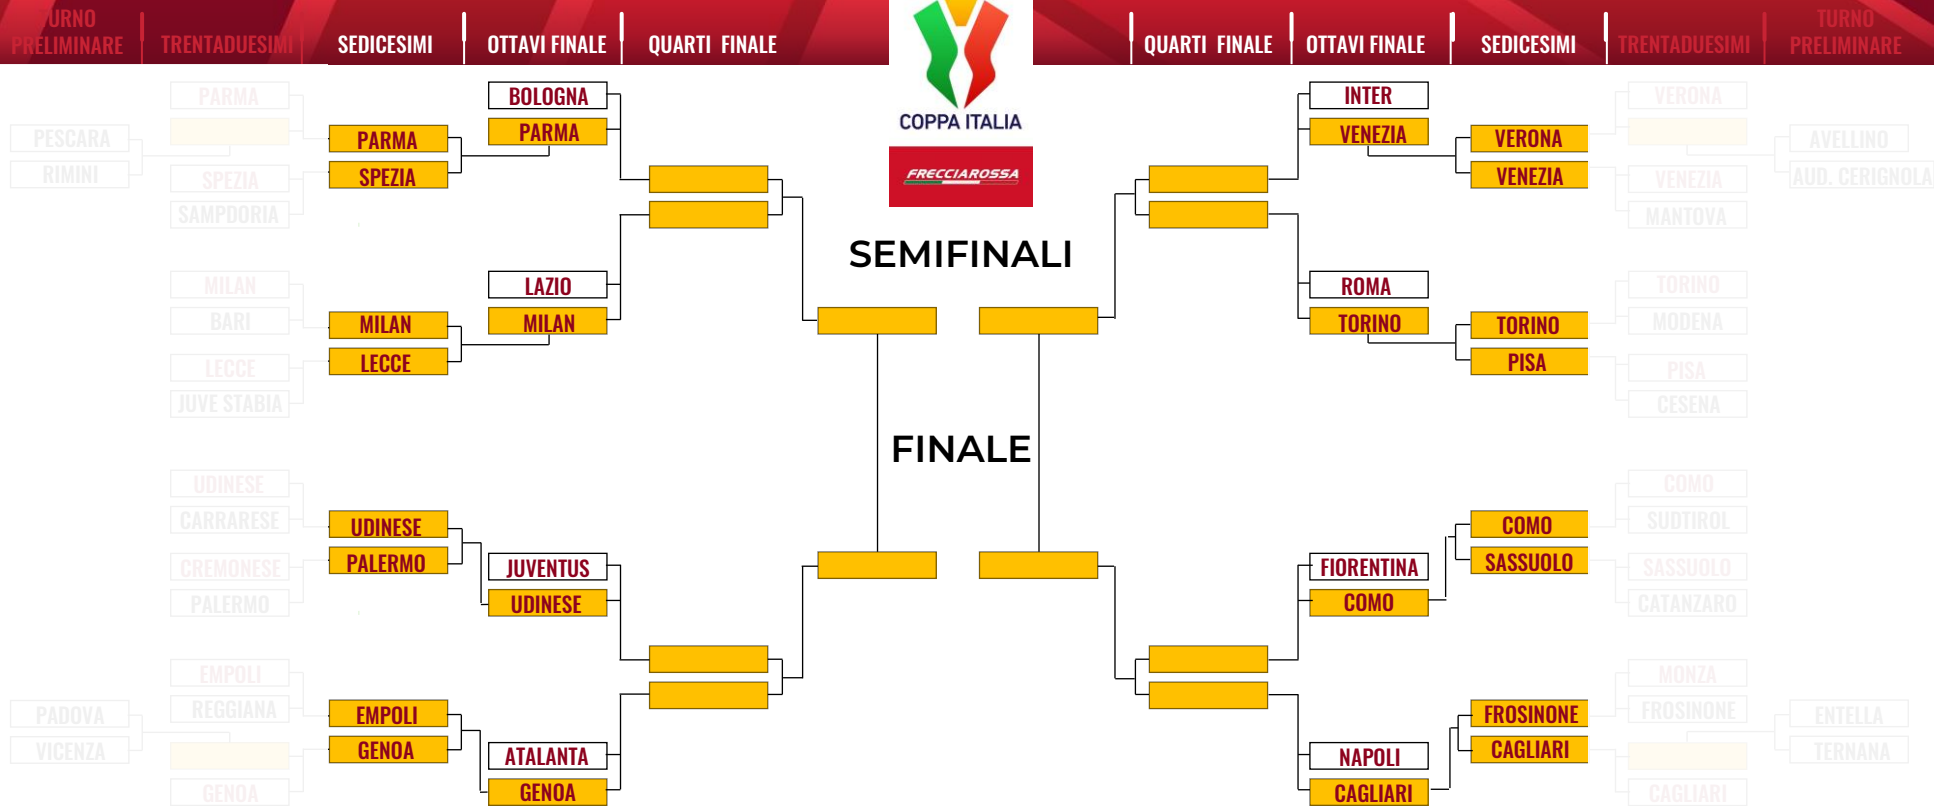 TURNO
PRELIMINARE
TRENTADUESIMI
SEDICESIMI
OTTAVI FINALE
QUARTI FINALE
COPPA ITALIA
FRECCIAROSSA
QUARTI FINALE
OTTAVI FINALE
SEDICESIMI
TRENTADUESIMI
TURNO
PRELIMINARE
PESCARA
RIMINI
PARMA
SPEZIA
SAMPDORIA
MILAN
BARI
LECCE
JUVE STABIA
UDINESE
CARRARESE
CREMONESE
PALERMO
EMPOLI
REGGIANA
PADOVA
VICENZA
GENOA
PARMA
SPEZIA
MILAN
LECCE
UDINESE
PALERMO
EMPOLI
GENOA
BOLOGNA
PARMA
LAZIO
MILAN
JUVENTUS
UDINESE
ATALANTA
GENOA
SEMIFINALI
FINALE
INTER
VENEZIA
ROMA
TORINO
FIORENTINA
COMO
NAPOLI
CAGLIARI
VERONA
VENEZIA
TORINO
PISA
COMO
SASSUOLO
FROSINONE
CAGLIARI
VERONA
VENEZIA
MANTOVA
TORINO
MODENA
PISA
CESENA
COMO
SUDTIROL
SASSUOLO
CATANZARO
MONZA
FROSINONE
CAGLIARI
AVELLINO
AUD. CERIGNOLA
ENTELLA
TERNANA